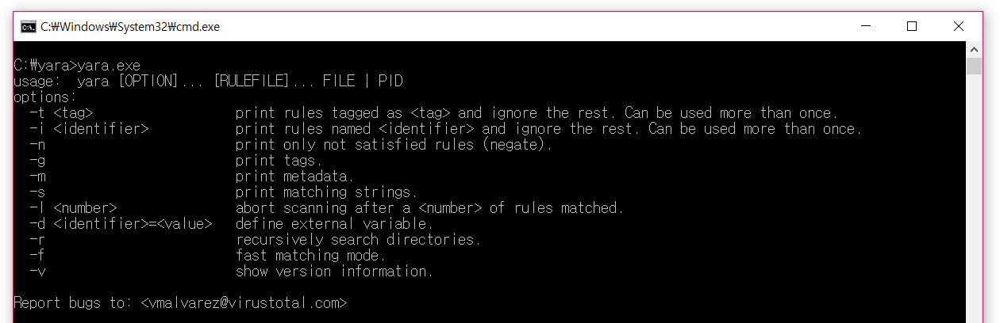 C:₩Windows₩System32₩cmd.exe
C:₩yara>yara.exe
usage:  yara [OPTION]... [RULEFILE]... FILE | PID
options:
  -t <tag>                  print rules tagged as <tag> and ignore the rest. Can be used more than once.
  -i <identifier>           print rules named <identifier> and ignore the rest. Can be used more than once.
  -n                        print only not satisfied rules (negate).
  -g                        print tags.
  -m                        print metadata.
  -s                        print matching strings.
  -l <number>               abort scanning after a <number> of rules matched.
  -d <identifier>=<value>   define external variable.
  -r                        recursively search directories.
  -f                        fast matching mode.
  -v                        show version information.
Report bugs to: <vmalvarez@virustotal.com>